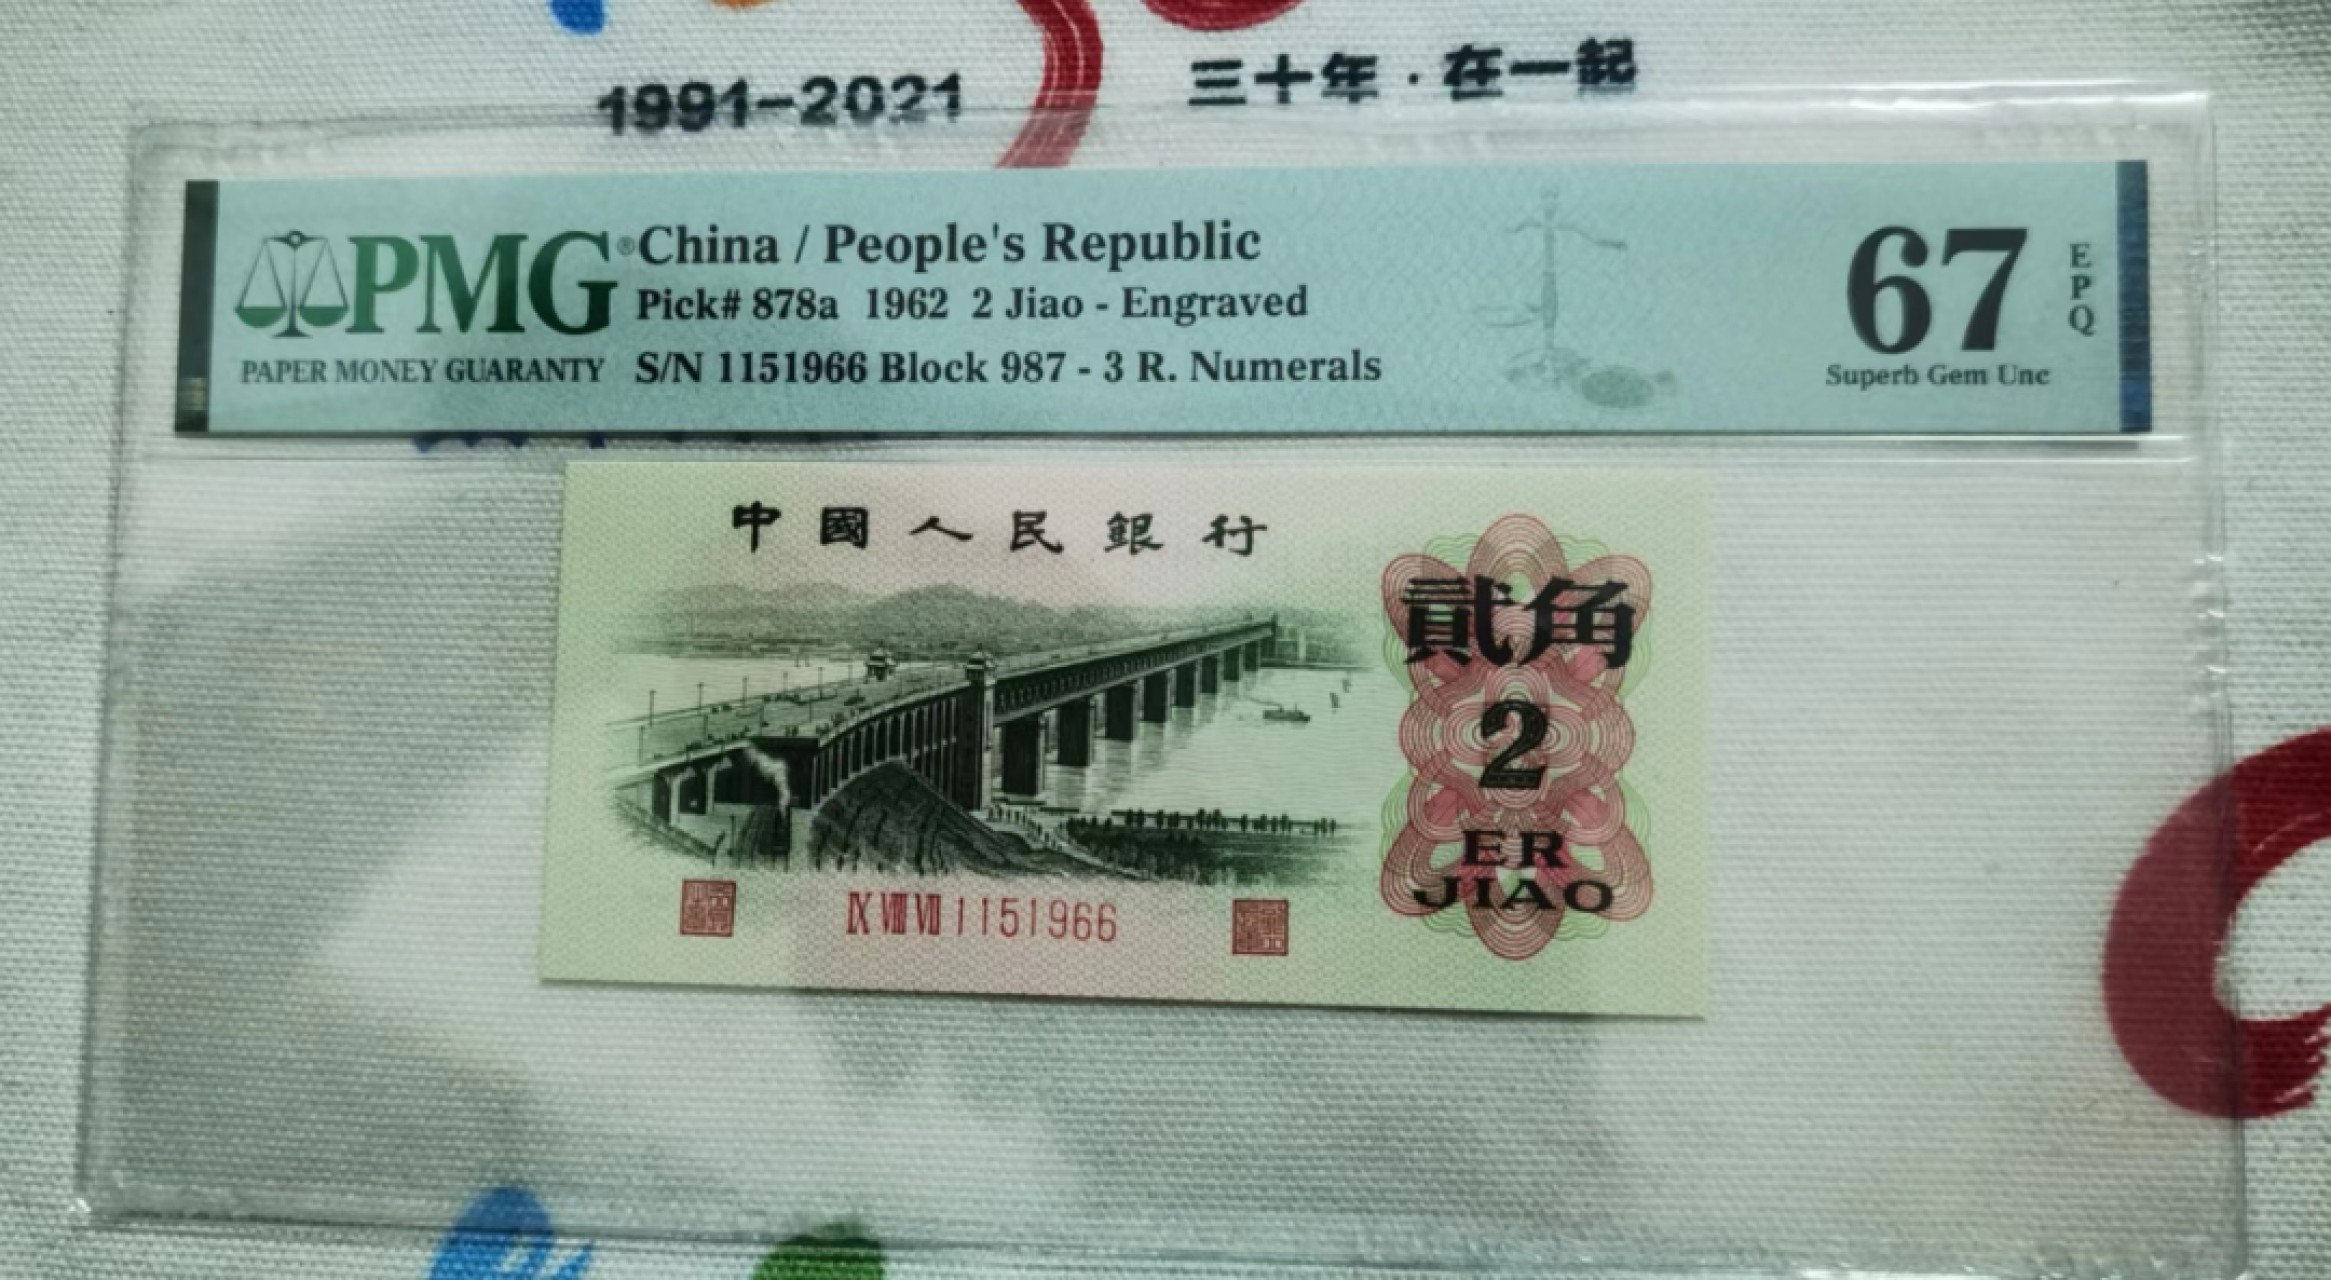 1991-2021
三十年·在一起
PMG®
PAPER MONEY GUARANTY
China / People's Republic
Pick# 878a 1962 2 Jiao - Engraved
S/N 1151966 Block 987 - 3 R. Numerals
67
EPQ
Superb Gem Unc
中國人民銀行
貳角
2
ER
JIAO
IX VIII VII 1151966